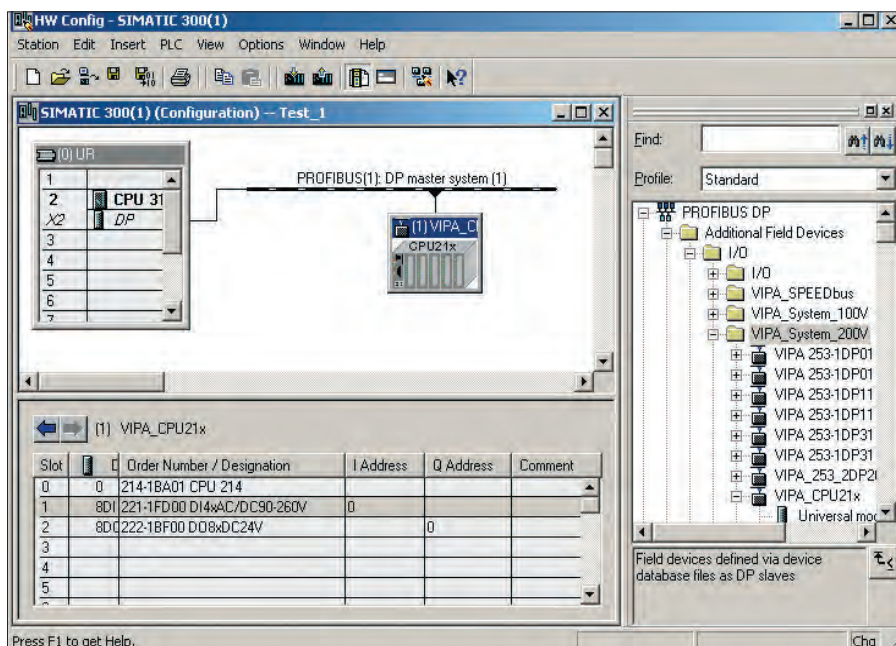 HW Config - SIMATIC 300(1)
Station Edit Insert PLC View Options Window Help
SIMATIC 300(1) (Configuration) -- Test_1
(0) UR
1
2 CPU 31
X2 DP
3
4
5
6
PROFIBUS(1): DP master system (1)
(1) VIPA_C
CPU21x
(1) VIPA_CPU21x
Slot D Order Number / Designation I Address Q Address Comment
0 0 214-1BA01 CPU 214
1 8DI 221-1FD00 DI4xAC/DC90-260V 0
2 8DO 222-1BF00 DO8xDC24V 0
3
4
5
Find:
Profile: Standard
PROFIBUS DP
Additional Field Devices
I/O
I/O
VIPA_SPEEDbus
VIPA_System_100V
VIPA_System_200V
VIPA 253-1DP01
VIPA 253-1DP01
VIPA 253-1DP11
VIPA 253-1DP11
VIPA 253-1DP31
VIPA 253-1DP31
VIPA_253_2DP2
VIPA_CPU21x
Universal mo
Field devices defined via device
database files as DP slaves
Press F1 to get Help.
Chg